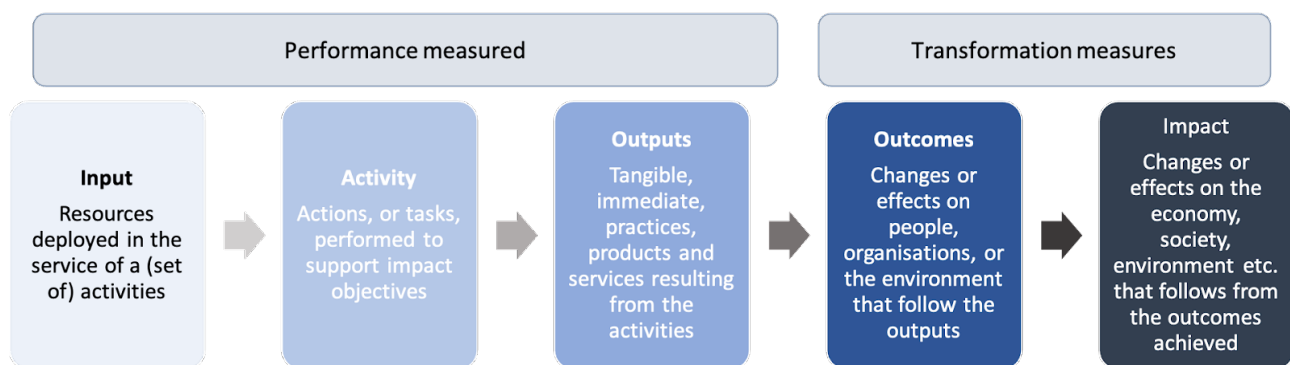 Performance measured
Transformation measures
Input
Resources
deployed in the
service of a (set
of) activities
Activity
Actions, or tasks,
performed to
support impact
objectives
Outputs
Tangible,
immediate,
practices,
products and
services resulting
from the
activities
Outcomes
Changes or
effects on
people,
organisations, or
the environment
that follow the
outputs
Impact
Changes or
effects on the
economy,
society,
environment etc.
that follows from
the outcomes
achieved